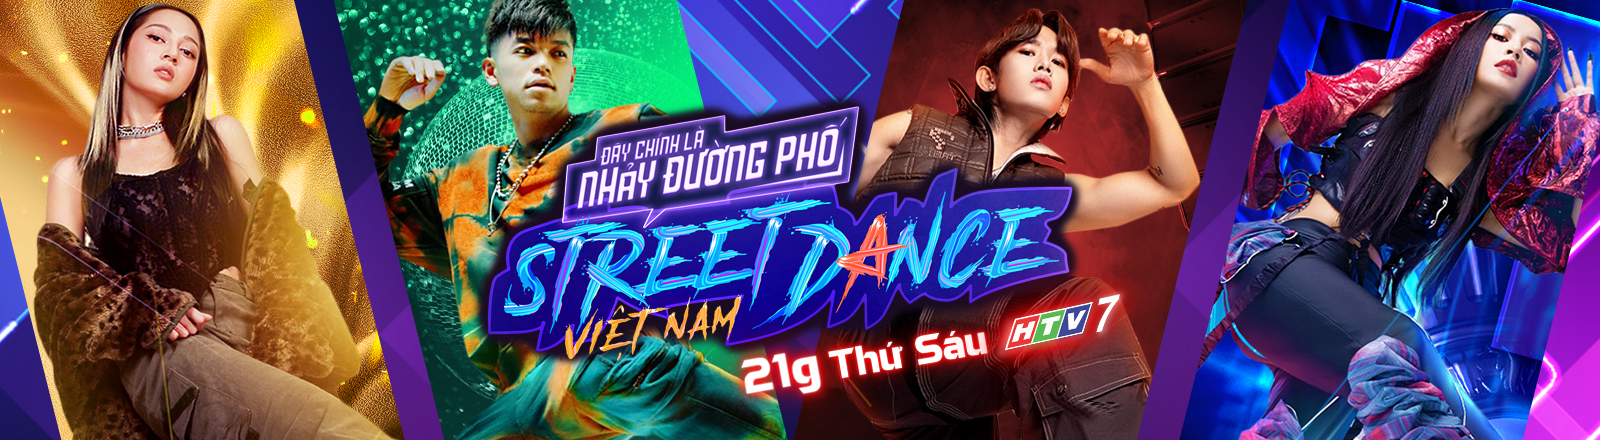 ĐÂY CHÍNH LÀ
NHẢY ĐƯỜNG PHỐ
STREET DANCE
VIỆT NAM
21g Thứ Sáu HTV7